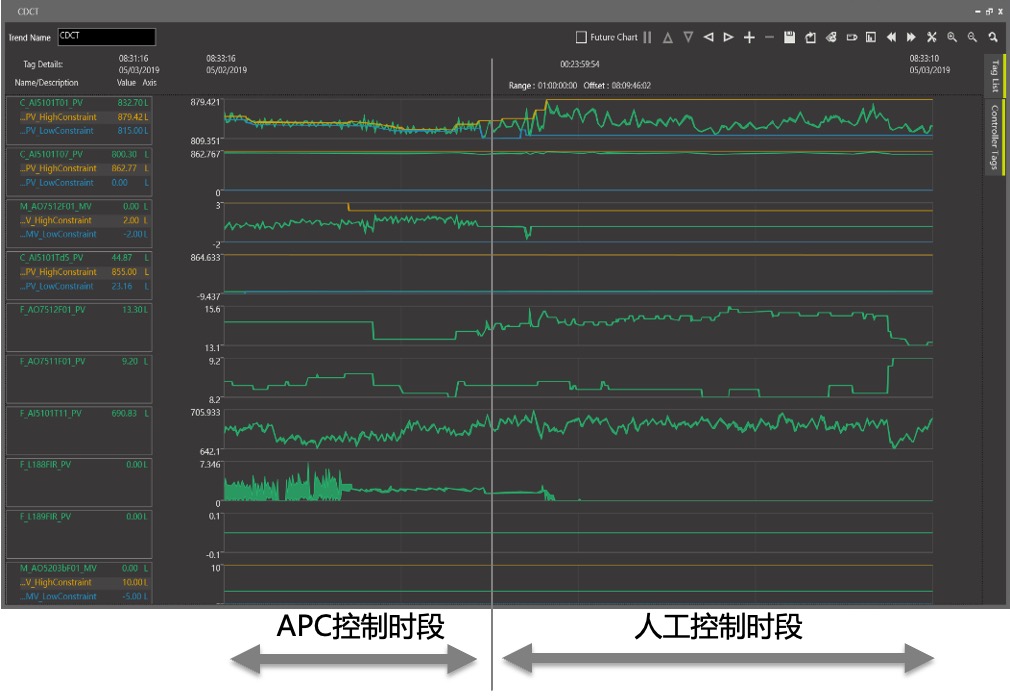 CDCT
Trend Name CDCT
Future Chart
Tag Details:
08:31:16
05/03/2019
Name/Description Value Axis
08:33:16
05/02/2019
00:23:59:54
Range : 01:00:00:00 Offset : 08:09:46:02
08:33:10
05/03/2019
Tag List
Controller Tags
C_AI5101T01_PV 832.70 L
...PV_HighConstraint 879.42 L
...PV_LowConstraint 815.00 L
879.421
809.351
C_AI5101T07_PV 800.30 L
...PV_HighConstraint 862.77 L
...PV_LowConstraint 0.00 L
862.767
0
M_AO7512F01_MV 0.00 L
...V_HighConstraint 2.00 L
...MV_LowConstraint -2.00 L
3
-2
C_AI5101Td5_PV 44.87 L
...PV_HighConstraint 855.00 L
...PV_LowConstraint 23.16 L
864.633
-9.437
F_AO7512F01_PV 13.30 L
15.6
13.1
F_AO7511F01_PV 9.20 L
9.2
8.2
F_AI5101T11_PV 690.83 L
705.933
642.1
F_L188FIR_PV 0.00 L
7.346
0
F_L189FIR_PV 0.00 L
0.1
-0.1
M_AO5203bF01_MV 0.00 L
...V_HighConstraint 10.00 L
...MV_LowConstraint -5.00 L
10
APC控制时段
人工控制时段